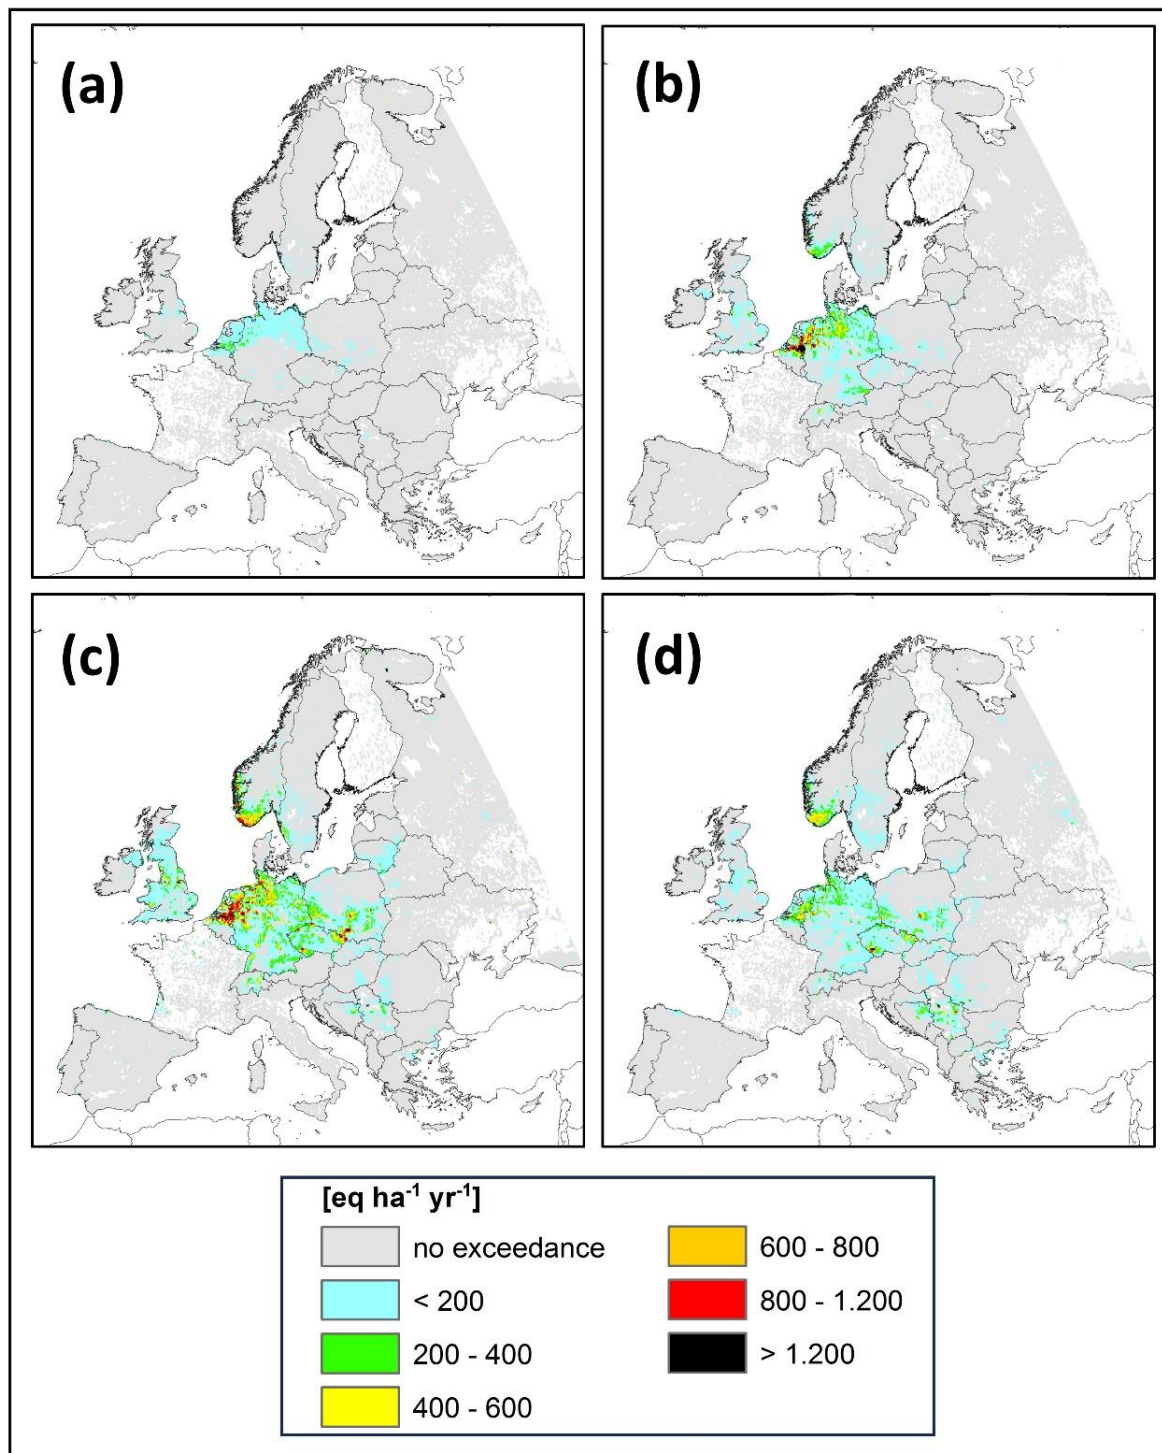 (a)
(b)
(c)
(d)
[eq ha⁻¹ yr⁻¹]
no exceedance
< 200
200 - 400
400 - 600
600 - 800
800 - 1.200
> 1.200